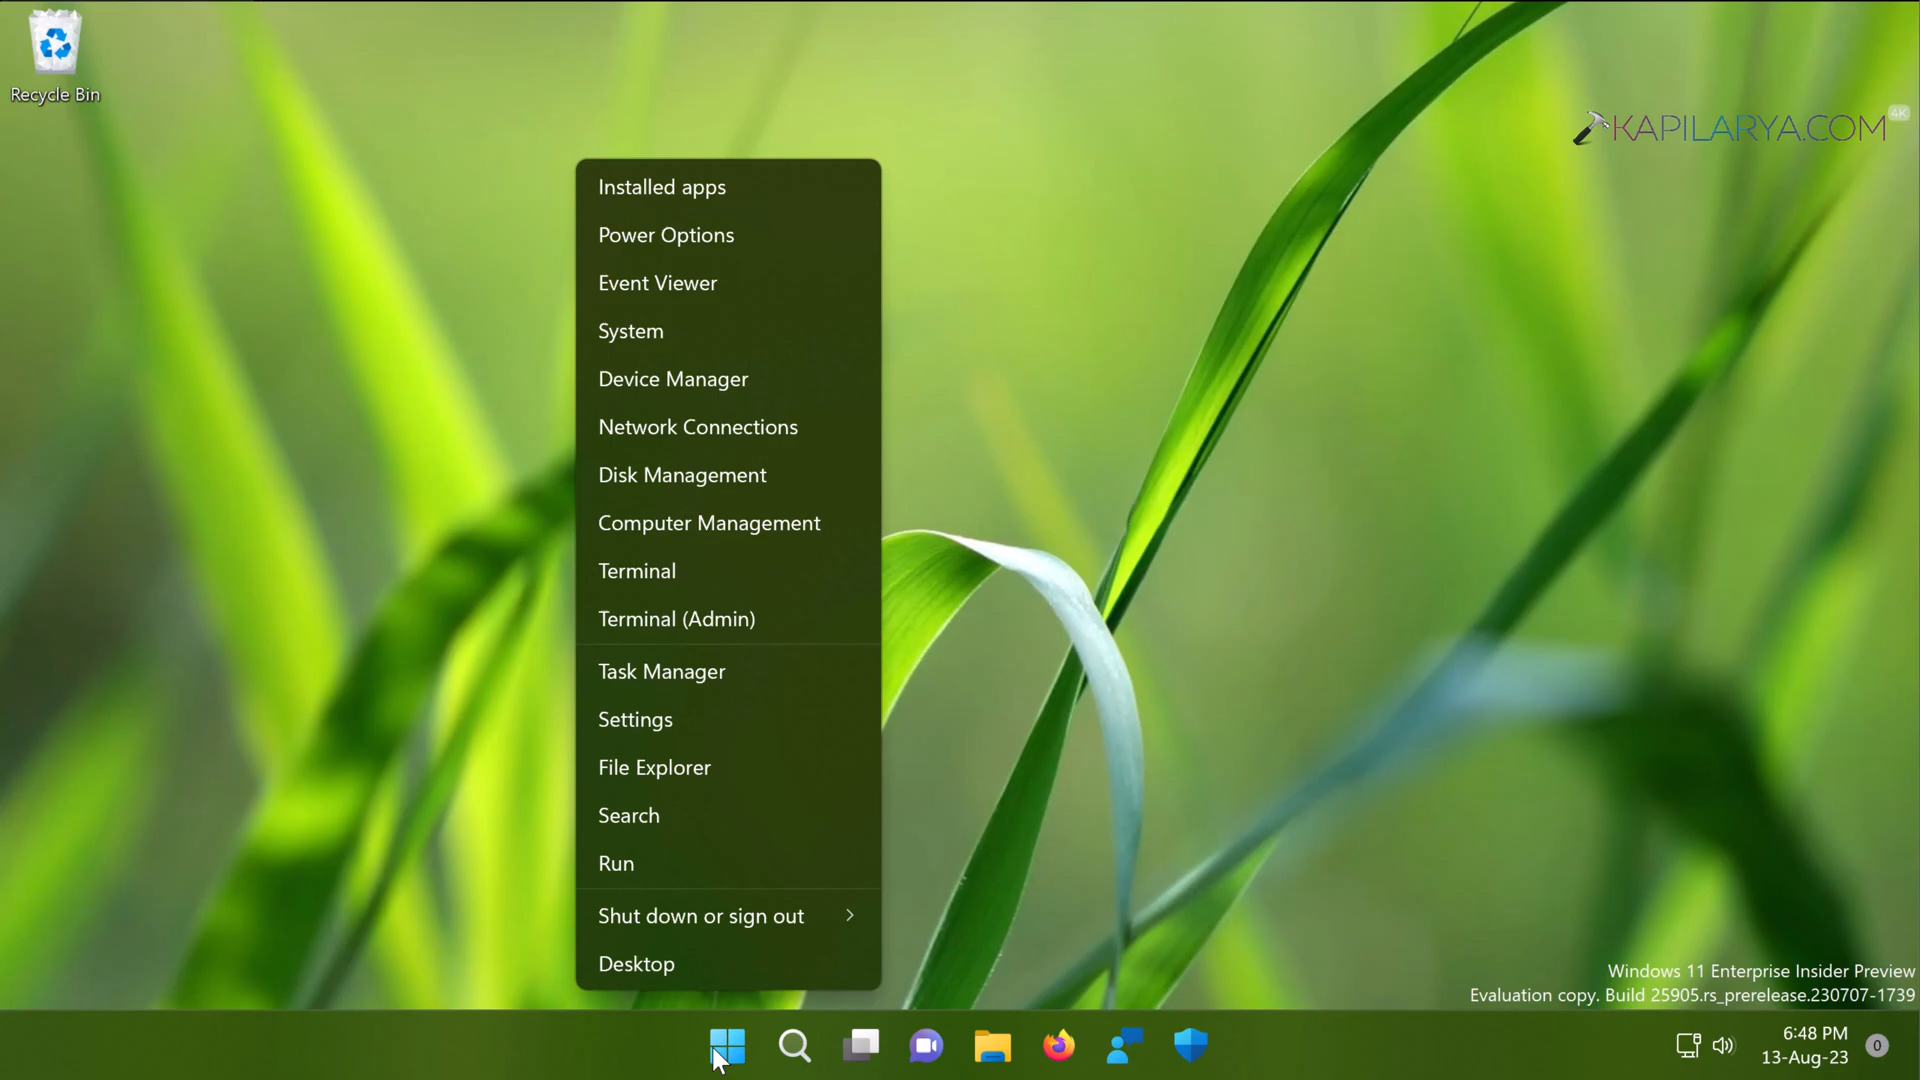 Recycle Bin
KAPILARYA.COM
4K
Installed apps
Power Options
Event Viewer
System
Device Manager
Network Connections
Disk Management
Computer Management
Terminal
Terminal (Admin)
Task Manager
Settings
File Explorer
Search
Run
Shut down or sign out
Desktop
Windows 11 Enterprise Insider Preview
Evaluation copy. Build 25905.rs_prerelease.230707-1739
6:48 PM
13-Aug-23
0